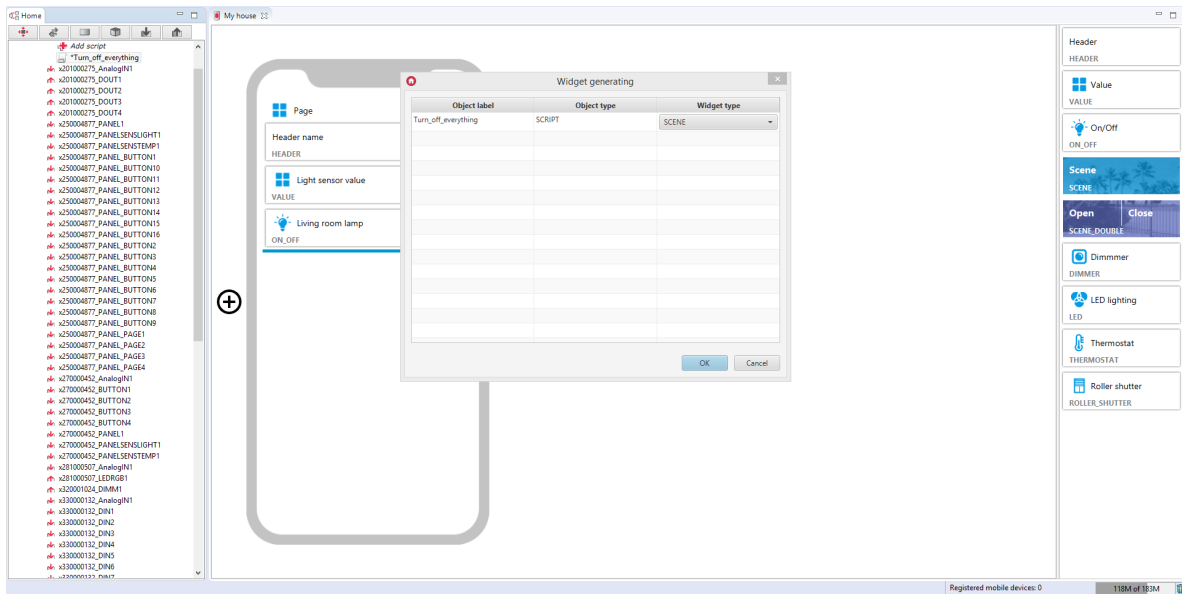 Home
My house
Add script
*Turn_off_everything
x201000275_AnalogIN1
x201000275_DOUT1
x201000275_DOUT2
x201000275_DOUT3
x201000275_DOUT4
x250004877_PANEL1
x250004877_PANELSENSLIGHT1
x250004877_PANELSENSTEMP1
x250004877_PANEL_BUTTON1
x250004877_PANEL_BUTTON10
x250004877_PANEL_BUTTON11
x250004877_PANEL_BUTTON12
x250004877_PANEL_BUTTON13
x250004877_PANEL_BUTTON14
x250004877_PANEL_BUTTON15
x250004877_PANEL_BUTTON16
x250004877_PANEL_BUTTON2
x250004877_PANEL_BUTTON3
x250004877_PANEL_BUTTON4
x250004877_PANEL_BUTTON5
x250004877_PANEL_BUTTON6
x250004877_PANEL_BUTTON7
x250004877_PANEL_BUTTON8
x250004877_PANEL_BUTTON9
x250004877_PANEL_PAGE1
x250004877_PANEL_PAGE2
x250004877_PANEL_PAGE3
x250004877_PANEL_PAGE4
x270000452_AnalogIN1
x270000452_BUTTON1
x270000452_BUTTON2
x270000452_BUTTON3
x270000452_BUTTON4
x270000452_PANEL1
x270000452_PANELSENSLIGHT1
x270000452_PANELSENSTEMP1
x281000507_AnalogIN1
x281000507_LEDRGB1
x320001024_DIMM1
x330000132_AnalogIN1
x330000132_DIN1
x330000132_DIN2
x330000132_DIN3
x330000132_DIN4
x330000132_DIN5
x330000132_DIN6
x330000132_DIN7
Page
Header name
HEADER
Light sensor value
VALUE
Living room lamp
ON_OFF
Widget generating
Object label Object type Widget type
Turn_off_everything SCRIPT SCENE
OK Cancel
Header
HEADER
Value
VALUE
On/Off
ON_OFF
Scene
SCENE
Open Close
SCENE_DOUBLE
Dimmmer
DIMMER
LED lighting
LED
Thermostat
THERMOSTAT
Roller shutter
ROLLER_SHUTTER
Registered mobile devices: 0
118M of 183M